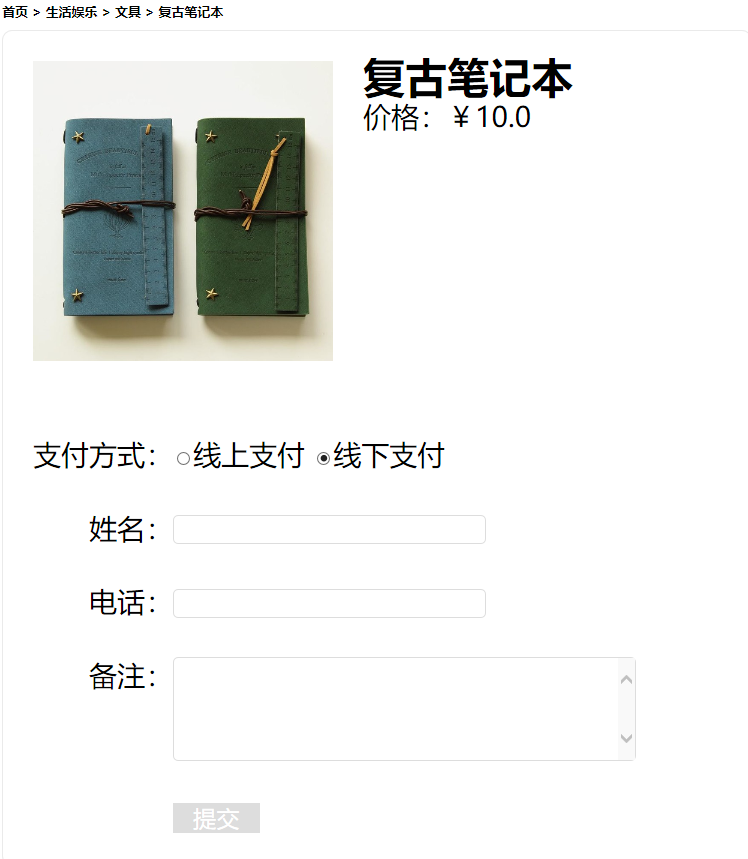 首页 > 生活娱乐 > 文具 > 复古笔记本
复古笔记本
价格：￥10.0
支付方式：线上支付 线下支付
姓名：
电话：
备注：
提交